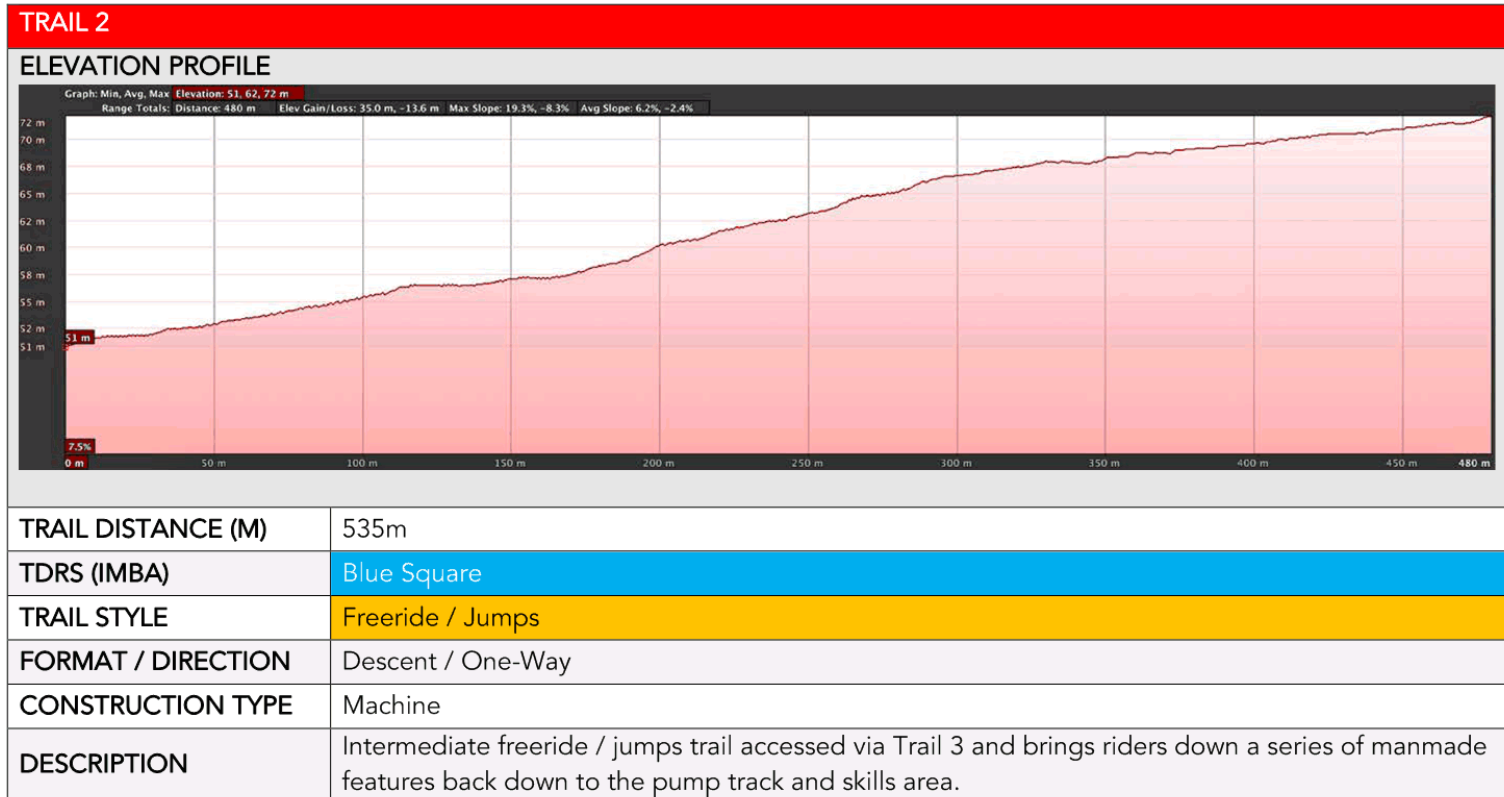 TRAIL 2
ELEVATION PROFILE
Graph: Min, Avg, Max Elevation: 51, 62, 72 m
Range Totals: Distance: 480 m Elev Gain/Loss: 35.0 m, -13.6 m Max Slope: 19.3%, -8.3% Avg Slope: 6.2%, -2.4%
72 m
70 m
68 m
65 m
62 m
60 m
58 m
55 m
52 m
51 m
51 m
7.5%
0 m 50 m 100 m 150 m 200 m 250 m 300 m 350 m 400 m 450 m 480 m
TRAIL DISTANCE (M) 535m
TDRS (IMBA) Blue Square
TRAIL STYLE Freeride / Jumps
FORMAT / DIRECTION Descent / One-Way
CONSTRUCTION TYPE Machine
DESCRIPTION Intermediate freeride / jumps trail accessed via Trail 3 and brings riders down a series of manmade
features back down to the pump track and skills area.